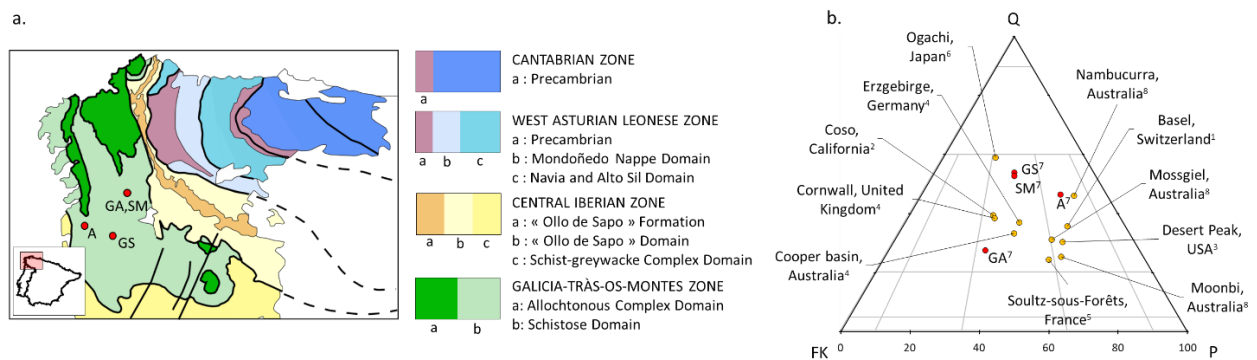 a.
GA,SM
A
GS
a
CANTABRIAN ZONE
a : Precambrian
a b c
WEST ASTURIAN LEONESE ZONE
a : Precambrian
b : Mondoñedo Nappe Domain
c : Navia and Alto Sil Domain
a b c
CENTRAL IBERIAN ZONE
a : « Ollo de Sapo » Formation
b : « Ollo de Sapo » Domain
c : Schist-greywacke Complex Domain
a b
GALICIA-TRÀS-OS-MONTES ZONE
a: Allochtonous Complex Domain
b: Schistose Domain
b.
Q
Ogachi,
Japan⁶
Erzgebirge,
Germany⁴
Coso,
California²
Cornwall, United
Kingdom⁴
Cooper basin,
Australia⁴
GS⁷
SM⁷
A⁷
GA⁷
Nambucurra,
Australia⁸
Basel,
Switzerland¹
Mossgiel,
Australia⁸
Desert Peak,
USA³
Moonbi,
Australia⁸
Soultz-sous-Forêts,
France⁵
FK
0 20 40 60 80 100
P